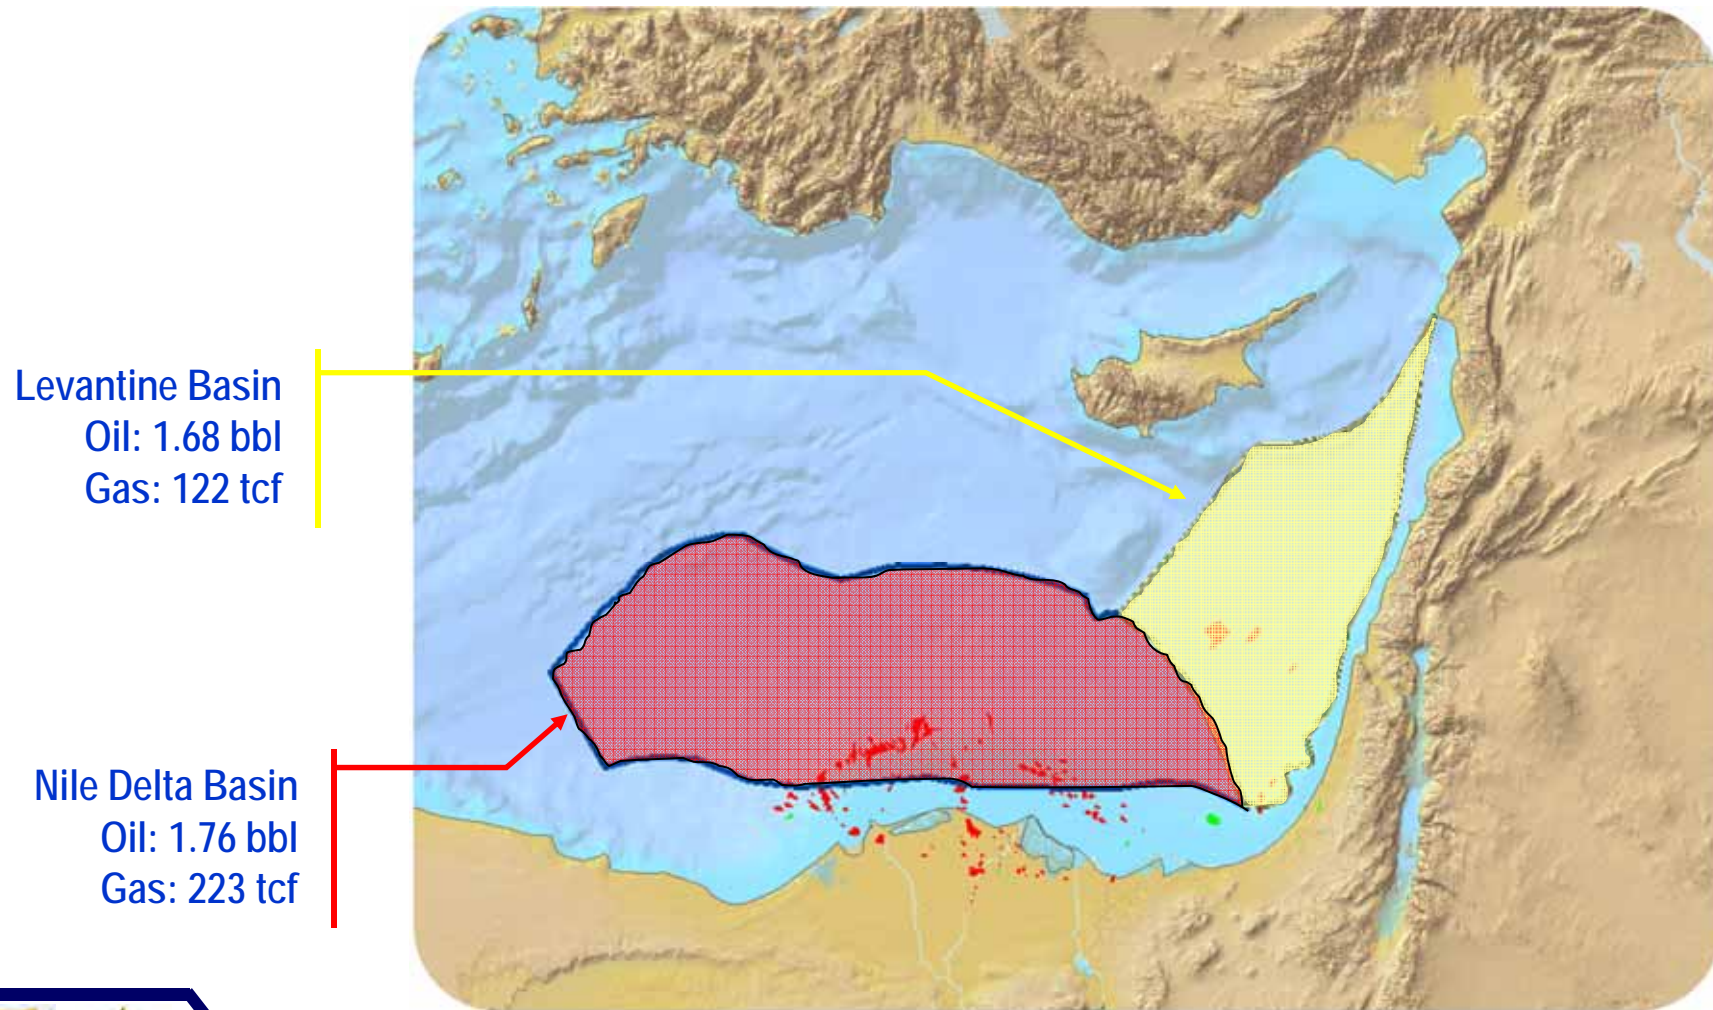 Levantine Basin
Oil: 1.68 bbl
Gas: 122 tcf
Nile Delta Basin
Oil: 1.76 bbl
Gas: 223 tcf